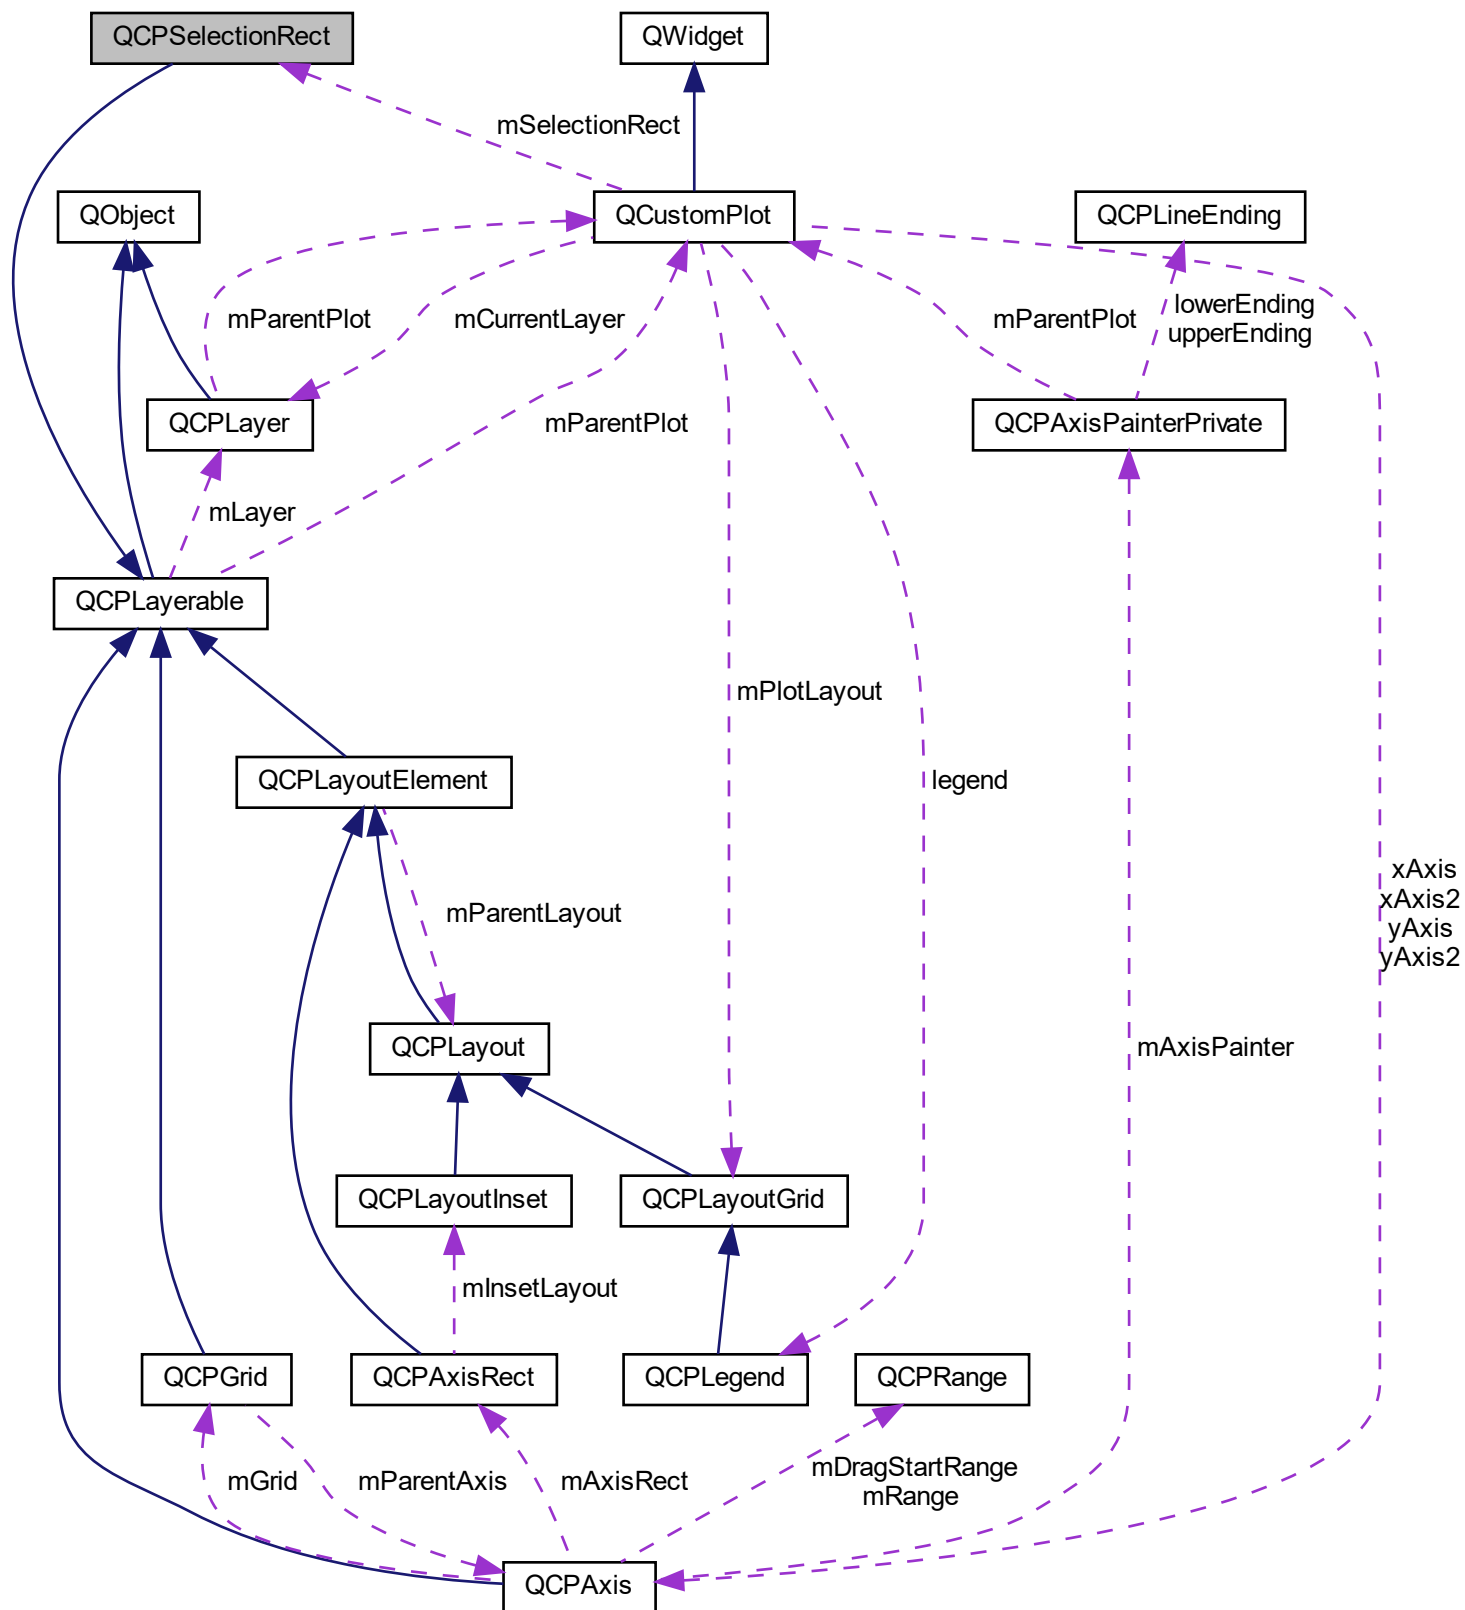 QCPSelectionRect
QWidget
mSelectionRect
QObject
QCustomPlot
QCPLineEnding
mParentPlot
mCurrentLayer
mParentPlot
lowerEnding
upperEnding
QCPLayer
mParentPlot
QCPAxisPainterPrivate
mLayer
QCPLayerable
mPlotLayout
QCPLayoutElement
legend
xAxis
xAxis2
yAxis
yAxis2
mParentLayout
QCPLayout
mAxisPainter
QCPLayoutInset
QCPLayoutGrid
mInsetLayout
QCPGrid
QCPAxisRect
QCPLegend
QCPRange
mGrid
mParentAxis
mAxisRect
mDragStartRange
mRange
QCPAxis